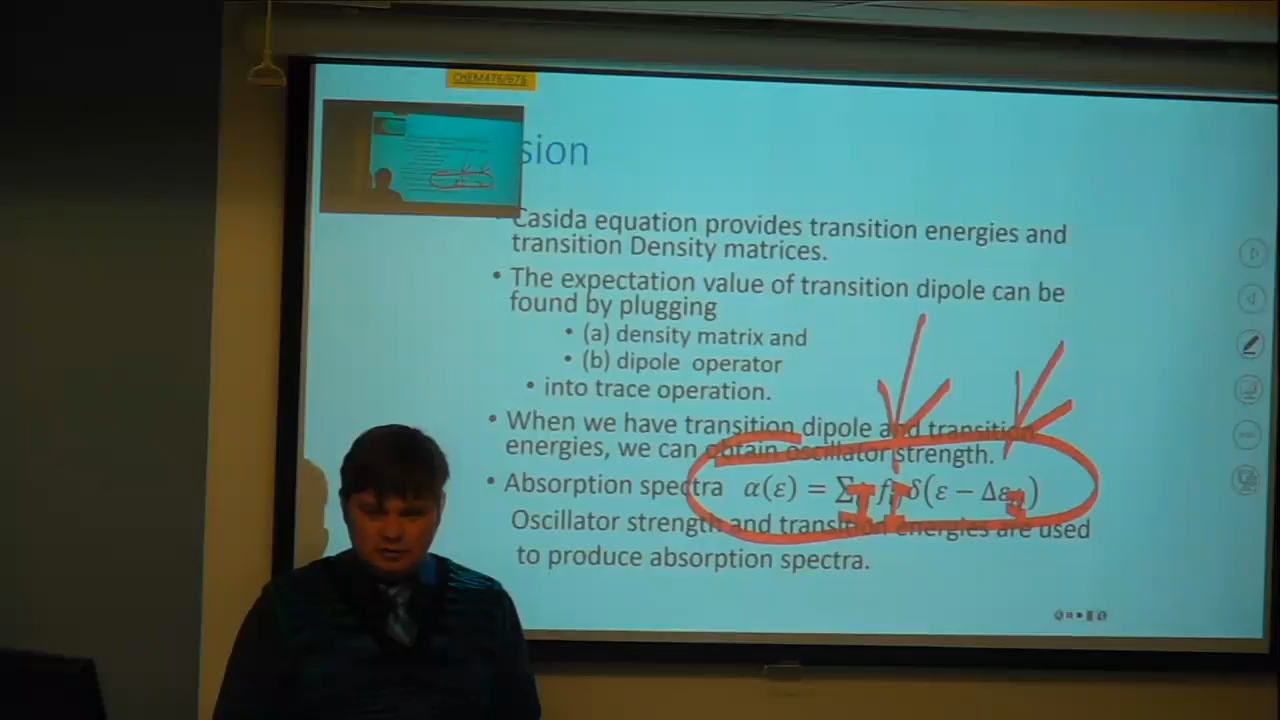 CHEM476/676
sion
• Casida equation provides transition energies and
transition Density matrices.
• The expectation value of transition dipole can be
found by plugging
• (a) density matrix and
• (b) dipole operator
• into trace operation.
• When we have transition dipole and transition
energies, we can obtain oscillator strength.
• Absorption spectra α(ε) = Σ f δ(ε − Δε )
Oscillator strength and transition energies are used
to produce absorption spectra.